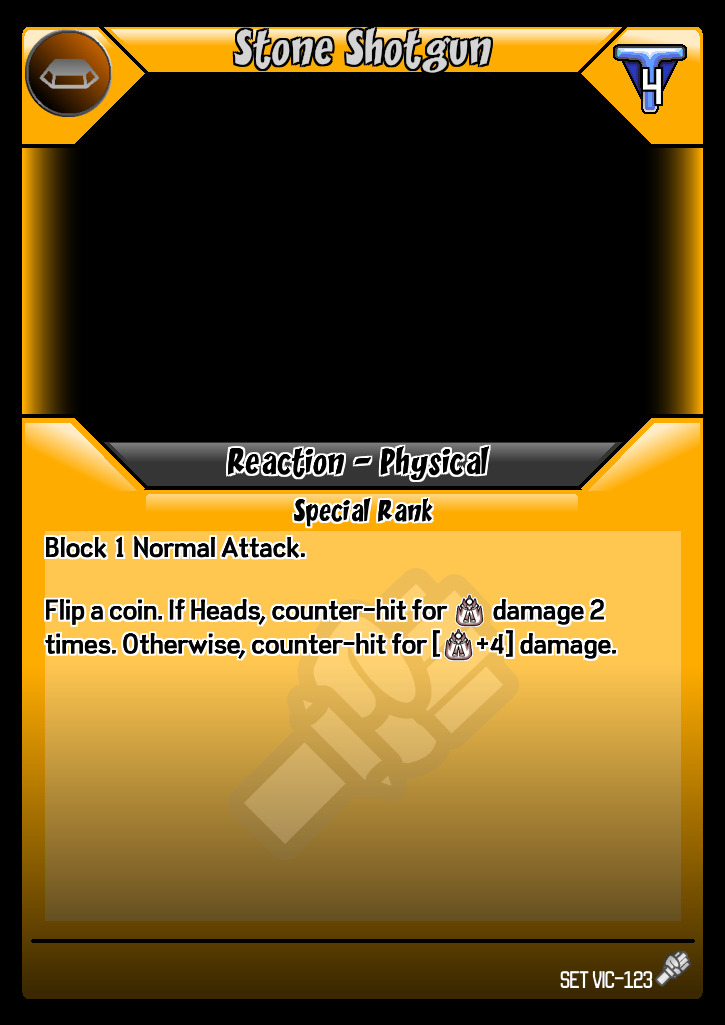 Stone Shotgun
4
Reaction - Physical
Special Rank
Block 1 Normal Attack.
Flip a coin. If Heads, counter-hit for damage 2
times. Otherwise, counter-hit for [ +4] damage.
SET VIC-123